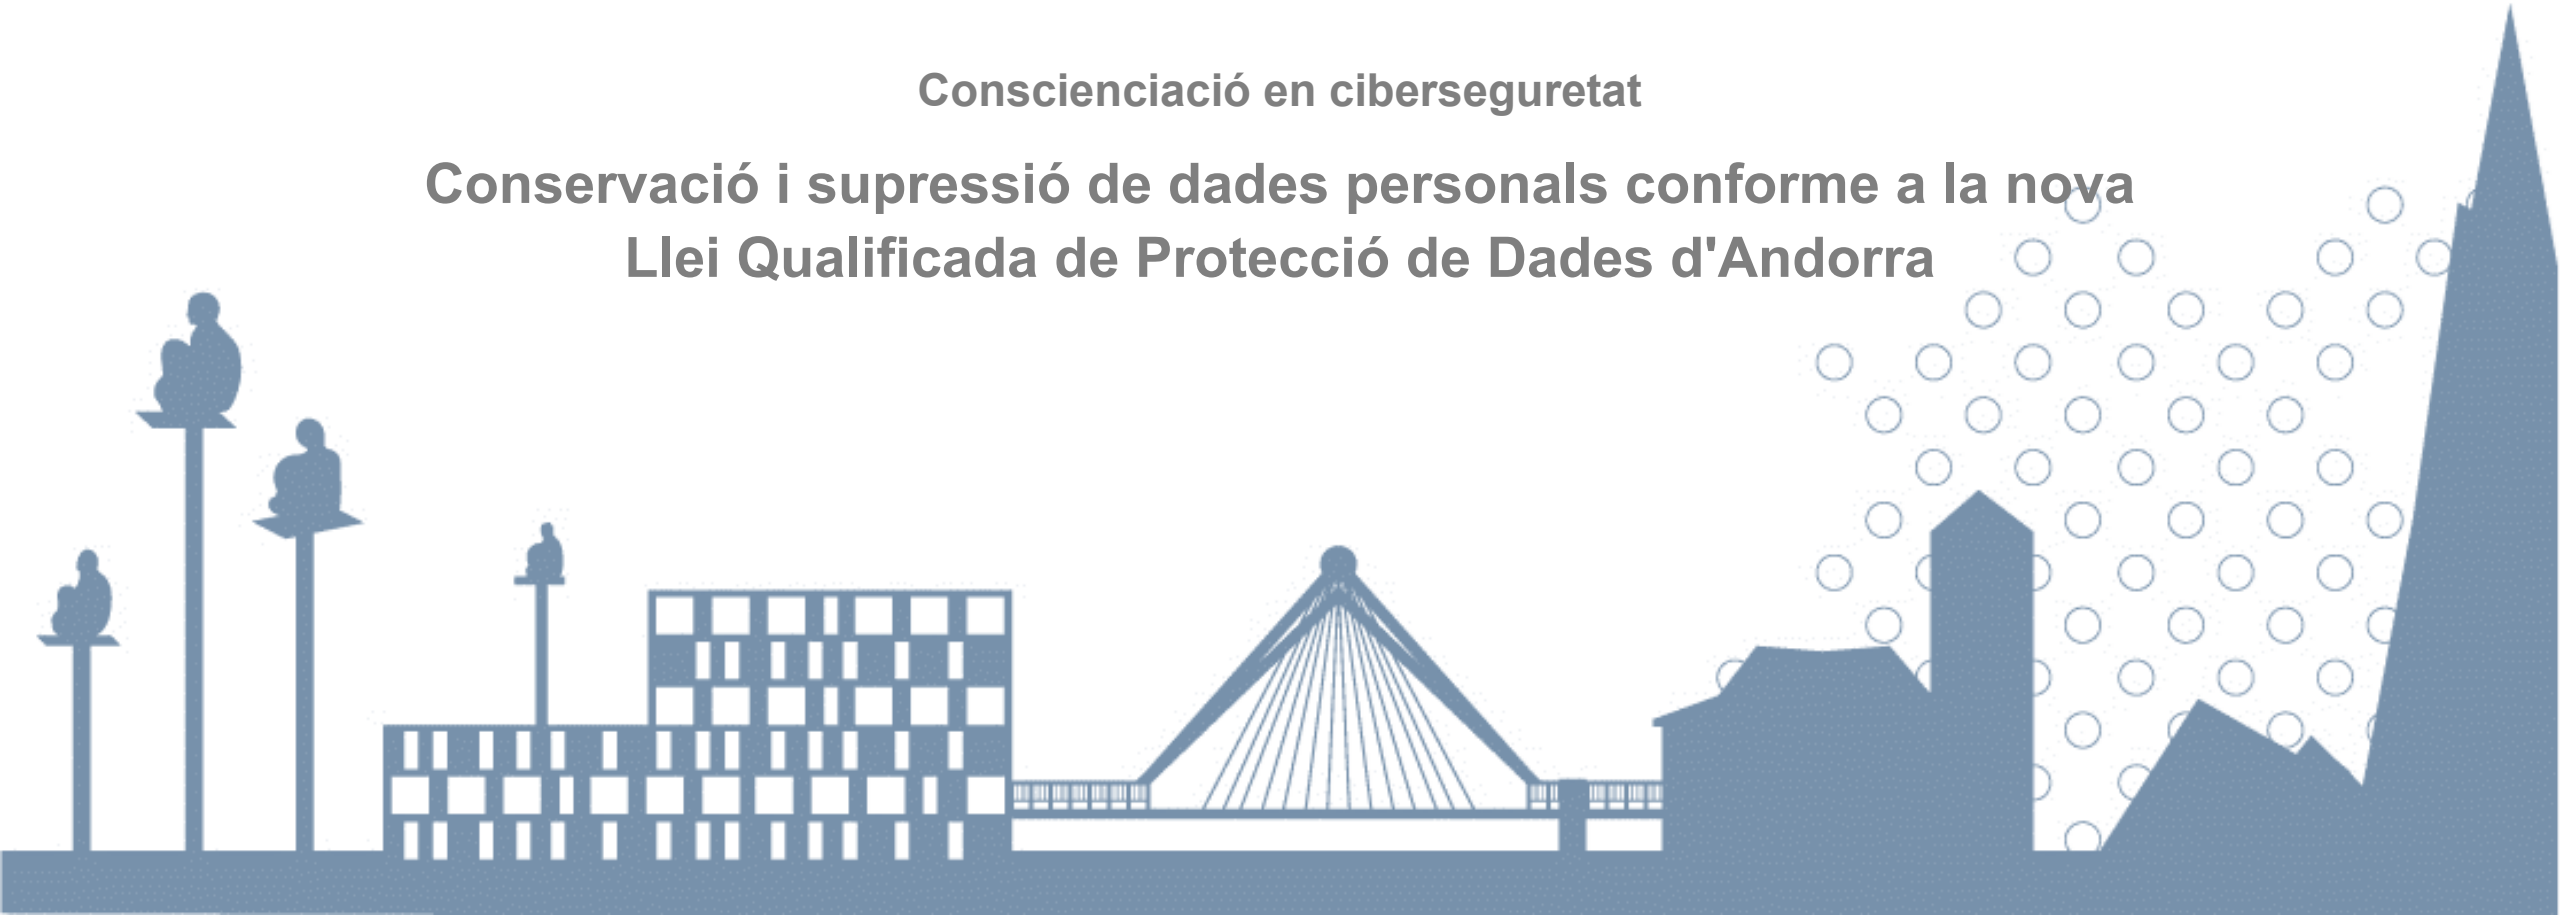 Conscienciació en ciberseguretat
Conservació i supressió de dades personals conforme a la nova
Llei Qualificada de Protecció de Dades d'Andorra